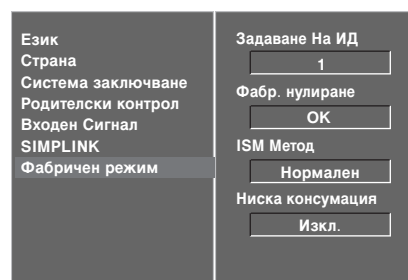 Език
Страна
Система заключване
Родителски контрол
Входен Сигнал
SIMPLINK
Фабричен режим
Задаване На ИД
1
Фабр. нулиране
ОК
ISM Метод
Нормален
Ниска консумация
Изкл.